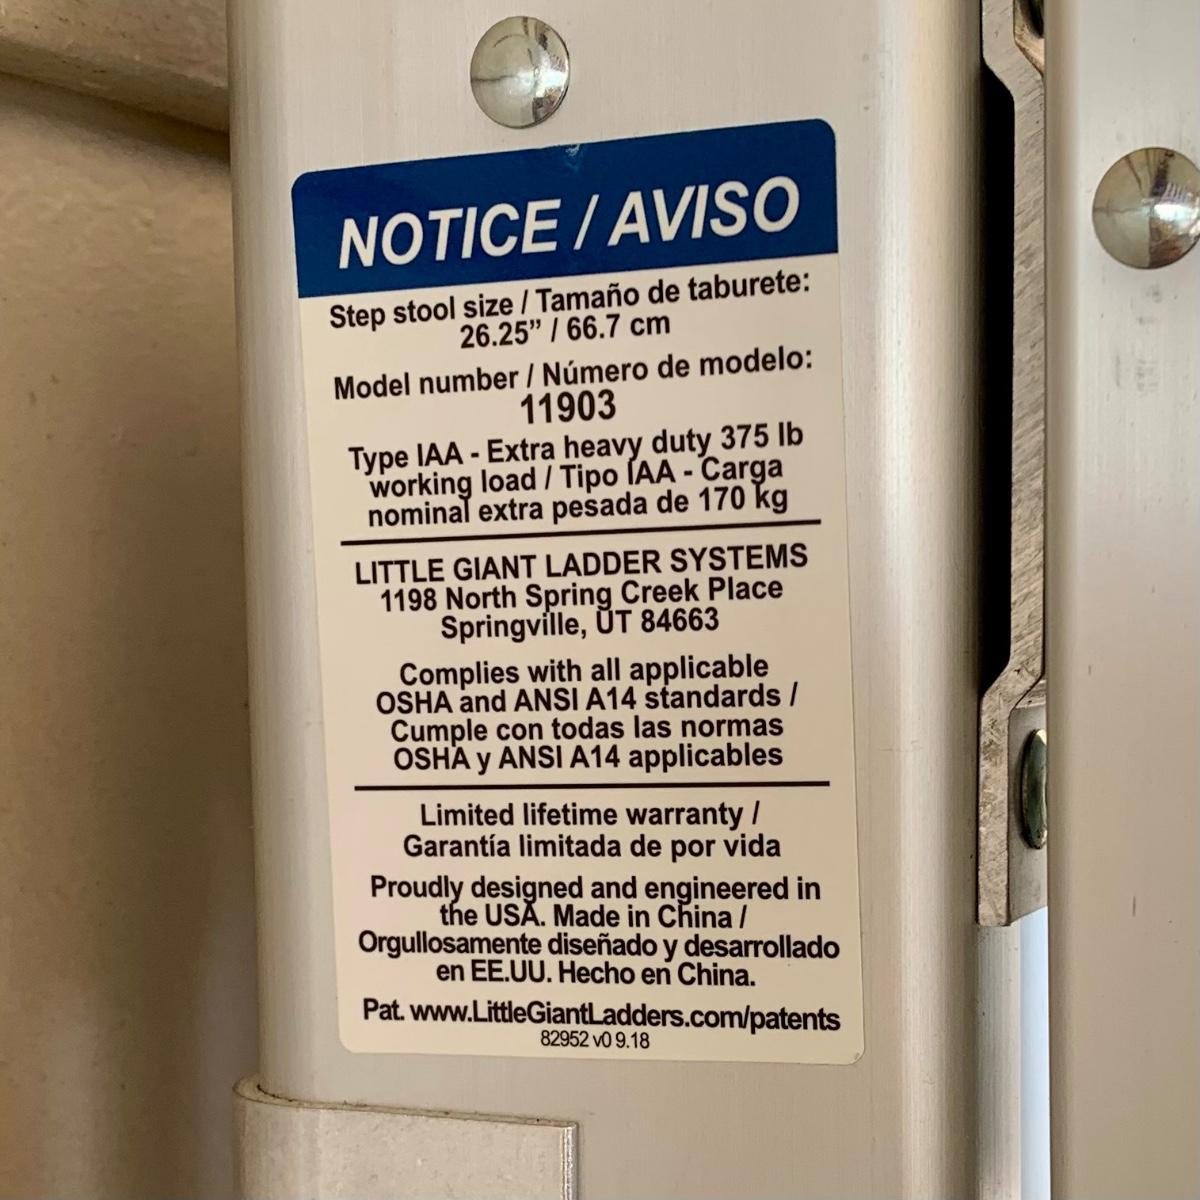 NOTICE / AVISO
Step stool size / Tamaño de taburete:
26.25” / 66.7 cm
Model number / Número de modelo:
11903
Type IAA - Extra heavy duty 375 lb
working load / Tipo IAA - Carga
nominal extra pesada de 170 kg
LITTLE GIANT LADDER SYSTEMS
1198 North Spring Creek Place
Springville, UT 84663
Complies with all applicable
OSHA and ANSI A14 standards /
Cumple con todas las normas
OSHA y ANSI A14 applicables
Limited lifetime warranty /
Garantía limitada de por vida
Proudly designed and engineered in
the USA. Made in China /
Orgullosamente diseñado y desarrollado
en EE.UU. Hecho en China.
Pat. www.LittleGiantLadders.com/patents
82952 v0 9.18